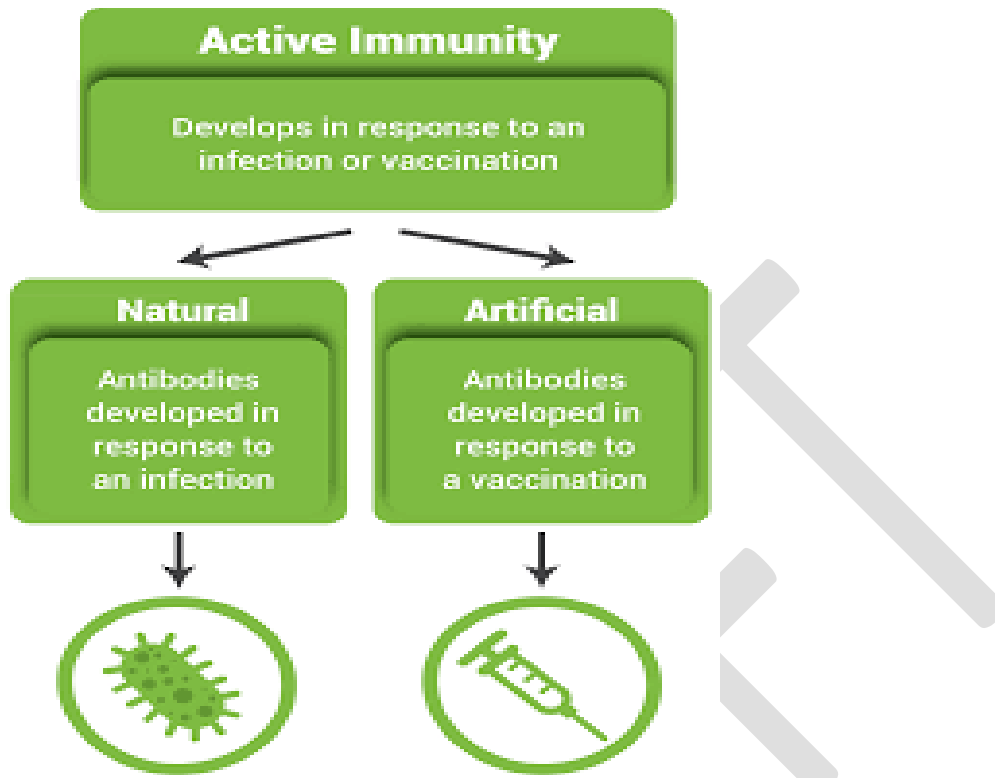 Active Immunity
Develops in response to an
infection or vaccination
Natural
Antibodies
developed in
response to
an infection
Artificial
Antibodies
developed in
response to
a vaccination